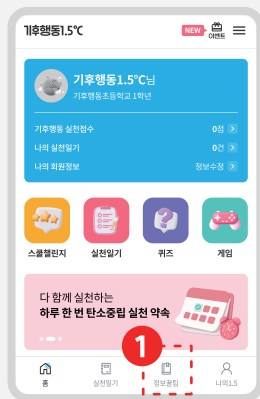 기후행동1.5℃
NEW 이벤트
기후행동1.5℃님
기후행동초등학교 1학년
기후행동 실천점수 0점 >
나의 실천일기 0건 >
나의 회원정보 정보수정 >
스쿨챌린지 실천일기 퀴즈 게임
다 함께 실천하는
하루 한 번 탄소중립 실천 약속
1
홈 실천일기 정보꿀팁 나의1.5